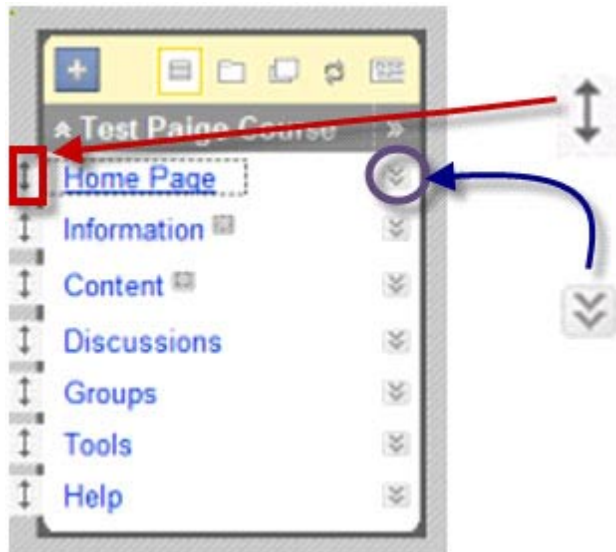 Test Paige Course
Home Page
Information
Content
Discussions
Groups
Tools
Help